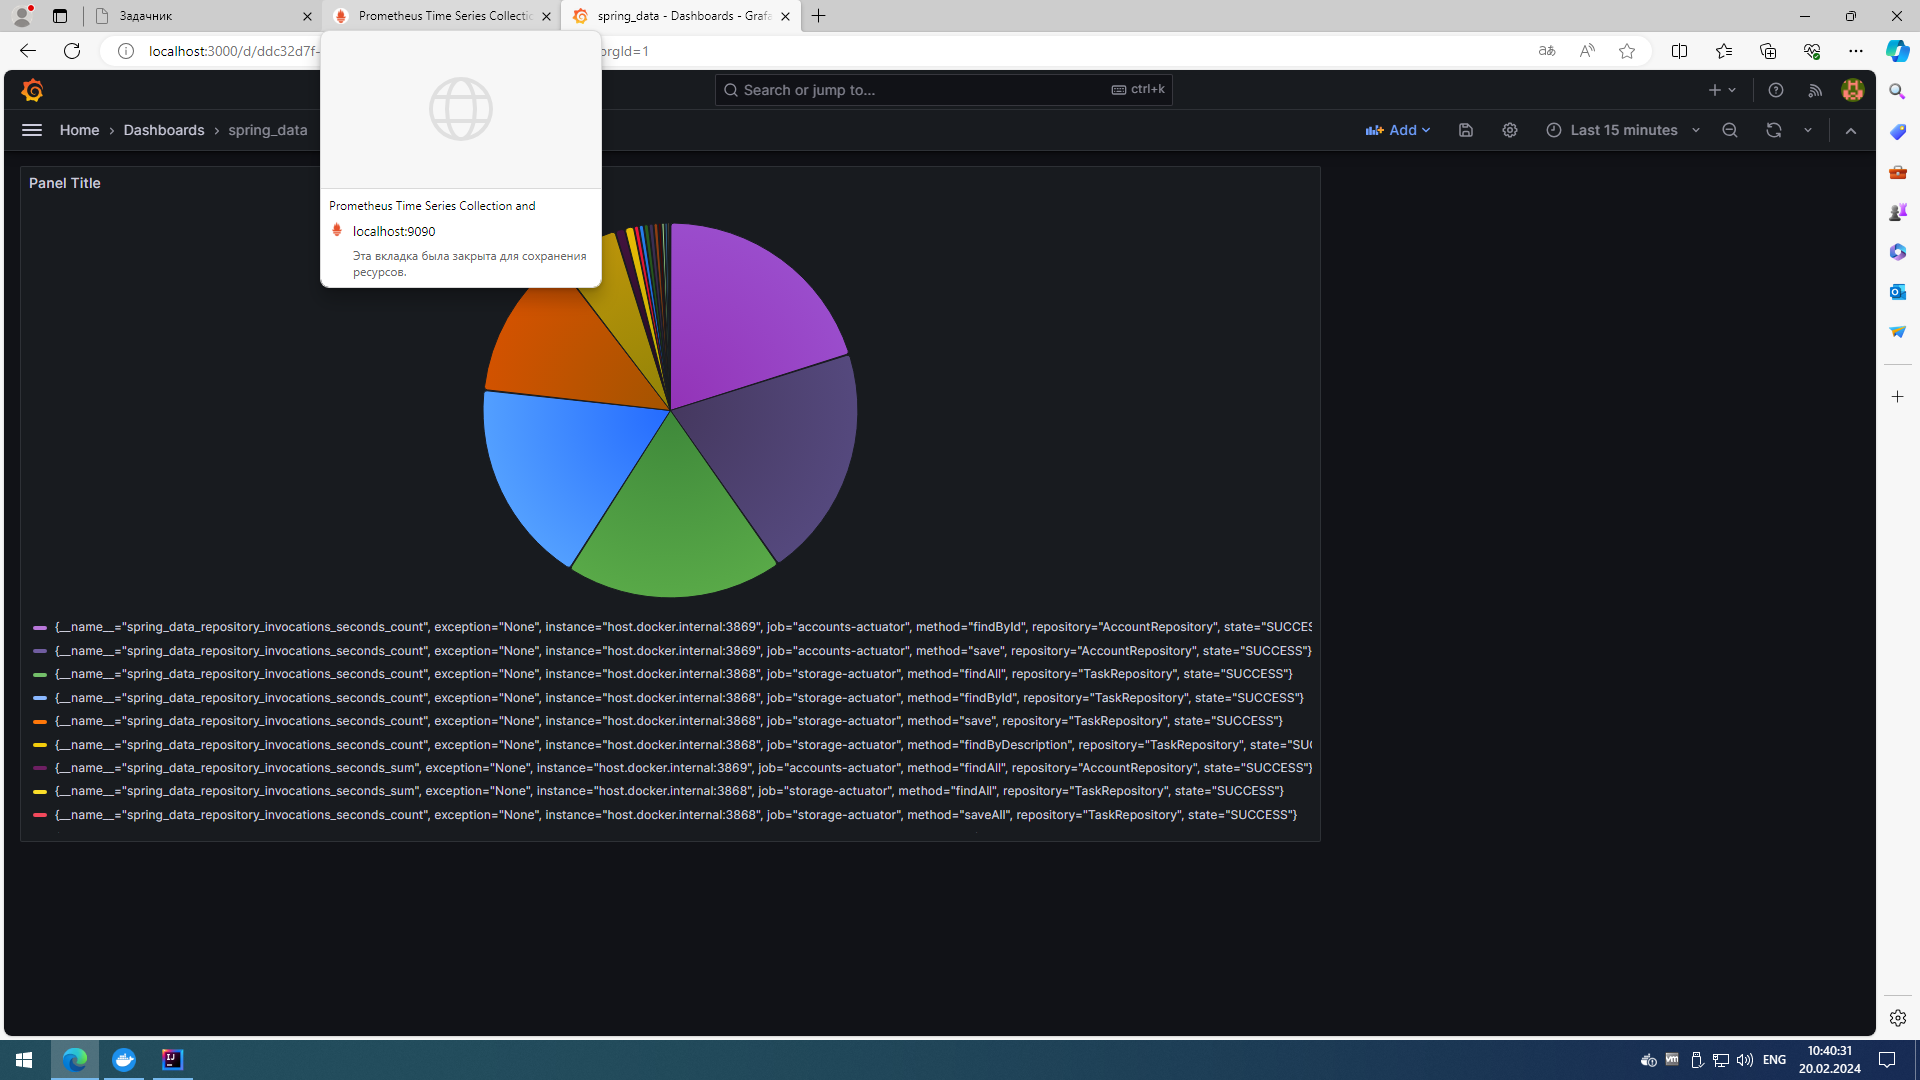 Задачник
Prometheus Time Series Collectic
spring_data - Dashboards - Grafa
localhost:3000/d/ddc32d7f-
orgId=1
Search or jump to...
ctrl+k
Home › Dashboards › spring_data
Add
Last 15 minutes
Prometheus Time Series Collection and
localhost:9090
Эта вкладка была закрыта для сохранения
ресурсов.
Panel Title
{__name__="spring_data_repository_invocations_seconds_count", exception="None", instance="host.docker.internal:3869", job="accounts-actuator", method="findById", repository="AccountRepository", state="SUCCES
{__name__="spring_data_repository_invocations_seconds_count", exception="None", instance="host.docker.internal:3869", job="accounts-actuator", method="save", repository="AccountRepository", state="SUCCESS"}
{__name__="spring_data_repository_invocations_seconds_count", exception="None", instance="host.docker.internal:3868", job="storage-actuator", method="findAll", repository="TaskRepository", state="SUCCESS"}
{__name__="spring_data_repository_invocations_seconds_count", exception="None", instance="host.docker.internal:3868", job="storage-actuator", method="findById", repository="TaskRepository", state="SUCCESS"}
{__name__="spring_data_repository_invocations_seconds_count", exception="None", instance="host.docker.internal:3868", job="storage-actuator", method="save", repository="TaskRepository", state="SUCCESS"}
{__name__="spring_data_repository_invocations_seconds_count", exception="None", instance="host.docker.internal:3868", job="storage-actuator", method="findByDescription", repository="TaskRepository", state="SUC
{__name__="spring_data_repository_invocations_seconds_sum", exception="None", instance="host.docker.internal:3869", job="accounts-actuator", method="findAll", repository="AccountRepository", state="SUCCESS"}
{__name__="spring_data_repository_invocations_seconds_sum", exception="None", instance="host.docker.internal:3868", job="storage-actuator", method="findAll", repository="TaskRepository", state="SUCCESS"}
{__name__="spring_data_repository_invocations_seconds_count", exception="None", instance="host.docker.internal:3868", job="storage-actuator", method="saveAll", repository="TaskRepository", state="SUCCESS"}
ENG
10:40:31
20.02.2024